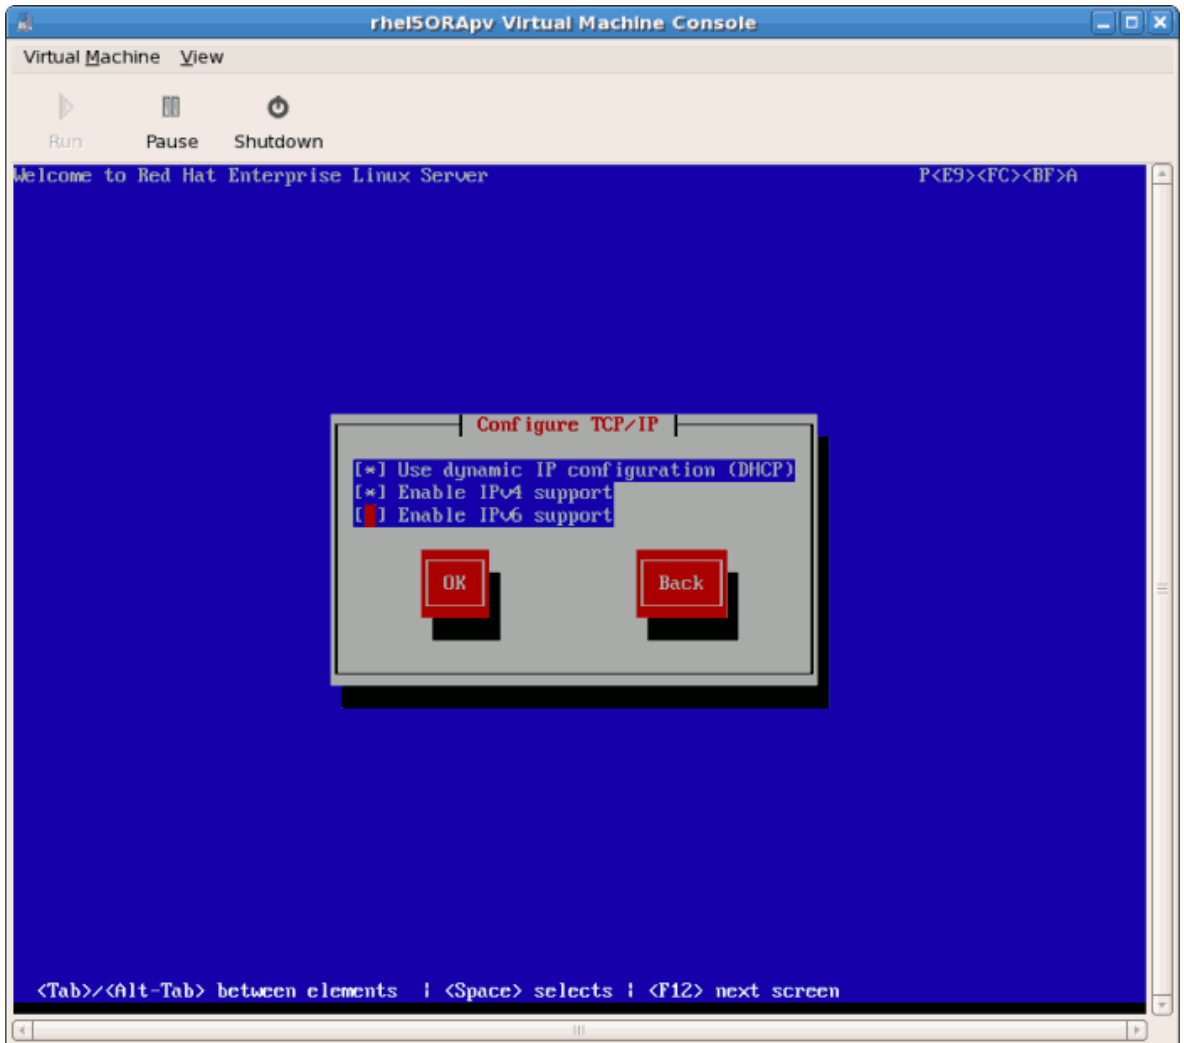 rhel5ORApv Virtual Machine Console
Virtual Machine View
Run Pause Shutdown
Welcome to Red Hat Enterprise Linux Server P<E9><FC><BF>A
Configure TCP/IP
[*] Use dynamic IP configuration (DHCP)
[*] Enable IPv4 support
[ ] Enable IPv6 support
OK Back
<Tab>/<Alt-Tab> between elements | <Space> selects | <F12> next screen